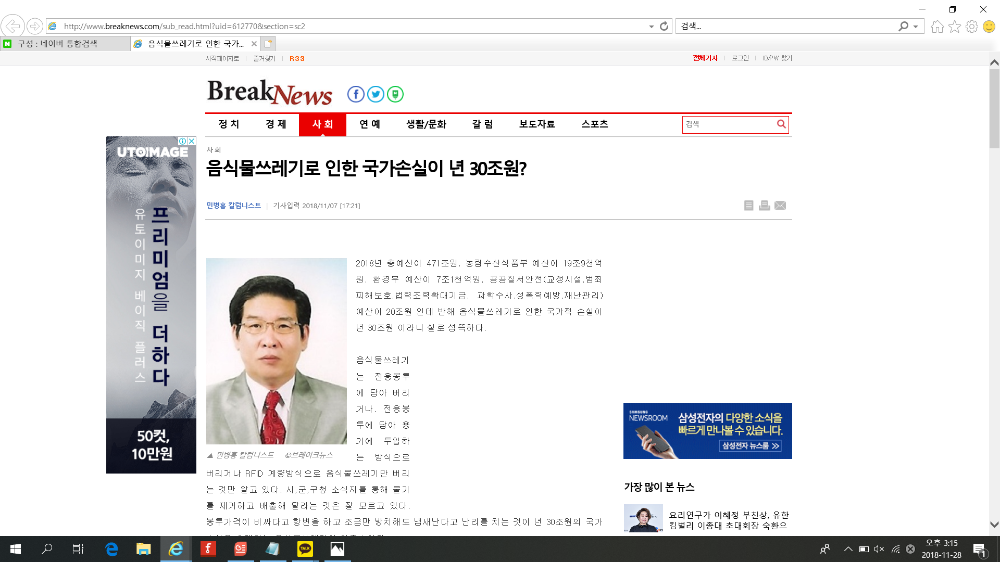 http://www.breaknews.com/sub_read.html?uid=612770&section=sc2
검색...
구성 : 네이버 통합검색
음식물쓰레기로 인한 국가...
시작페이지로
즐겨찾기
RSS
전체기사
로그인
ID/PW 찾기
BreakNews
정 치
경 제
사 회
연 예
생활/문화
칼 럼
보도자료
스포츠
검색
UTOIMAGE
프리미엄을 더하다
유토이미지 베이직 플러스
50컷,
10만원
사회
음식물쓰레기로 인한 국가손실이 년 30조원?
민병홍 칼럼니스트 | 기사입력 2018/11/07 [17:21]
2018년 총예산이 471조원. 농림수산식품부 예산이 19조9천억
원. 환경부 예산이 7조1천억원. 공공질서안전(교정시설.범죄
피해보호.법력조력확대기금. 과학수사.성폭력예방.재난관리)
예산이 20조원 인데 반해 음식물쓰레기로 인한 국가적 손실이
년 30조원 이라니 실로 섬뜩하다.
음식물쓰레기
는 전용봉투
에 담아 버리
거나. 전용봉
투에 담아 용
기에 투입하
는 방식으로
▲ 민병홍 칼럼니스트 ©브레이크뉴스
버리거나 RFID 계량방식으로 음식물쓰레기만 버리
는 것만 알고 있다. 시,군,구청 소식지를 통해 물기
를 제거하고 배출해 달라는 것은 잘 모르고 있다.
봉투가격이 비싸다고 항변을 하고 조금만 방치해도 냄새난다고 난리를 치는 것이 년 30조원의 국가
SAMSUNG
NEWSROOM
삼성전자의 다양한 소식을
빠르게 만나볼 수 있습니다.
삼성전자 뉴스룸
가장 많이 본 뉴스
요리연구가 이혜정 부친상, 유한
킴벌리 이종대 초대회장 숙환으
TALK
오후 3:15
2018-11-28
1